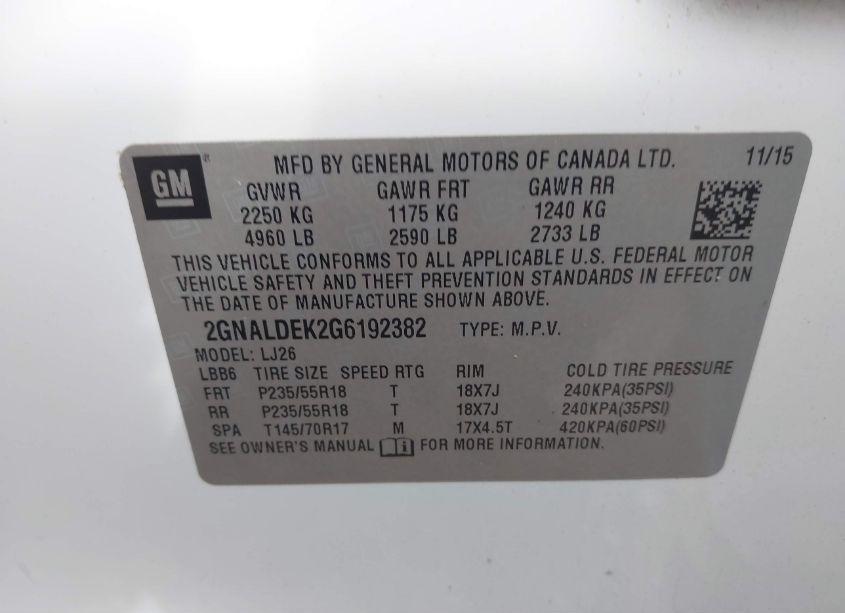 GM
MFD BY GENERAL MOTORS OF CANADA LTD. 11/15
GVWR GAWR FRT GAWR RR
2250 KG 1175 KG 1240 KG
4960 LB 2590 LB 2733 LB
THIS VEHICLE CONFORMS TO ALL APPLICABLE U.S. FEDERAL MOTOR
VEHICLE SAFETY AND THEFT PREVENTION STANDARDS IN EFFECT ON
THE DATE OF MANUFACTURE SHOWN ABOVE.
2GNALDEK2G6192382 TYPE: M.P.V.
MODEL: LJ26
LBB6 TIRE SIZE SPEED RTG RIM COLD TIRE PRESSURE
FRT P235/55R18 T 18X7J 240KPA(35PSI)
RR P235/55R18 T 18X7J 240KPA(35PSI)
SPA T145/70R17 M 17X4.5T 420KPA(60PSI)
SEE OWNER'S MANUAL i FOR MORE INFORMATION.